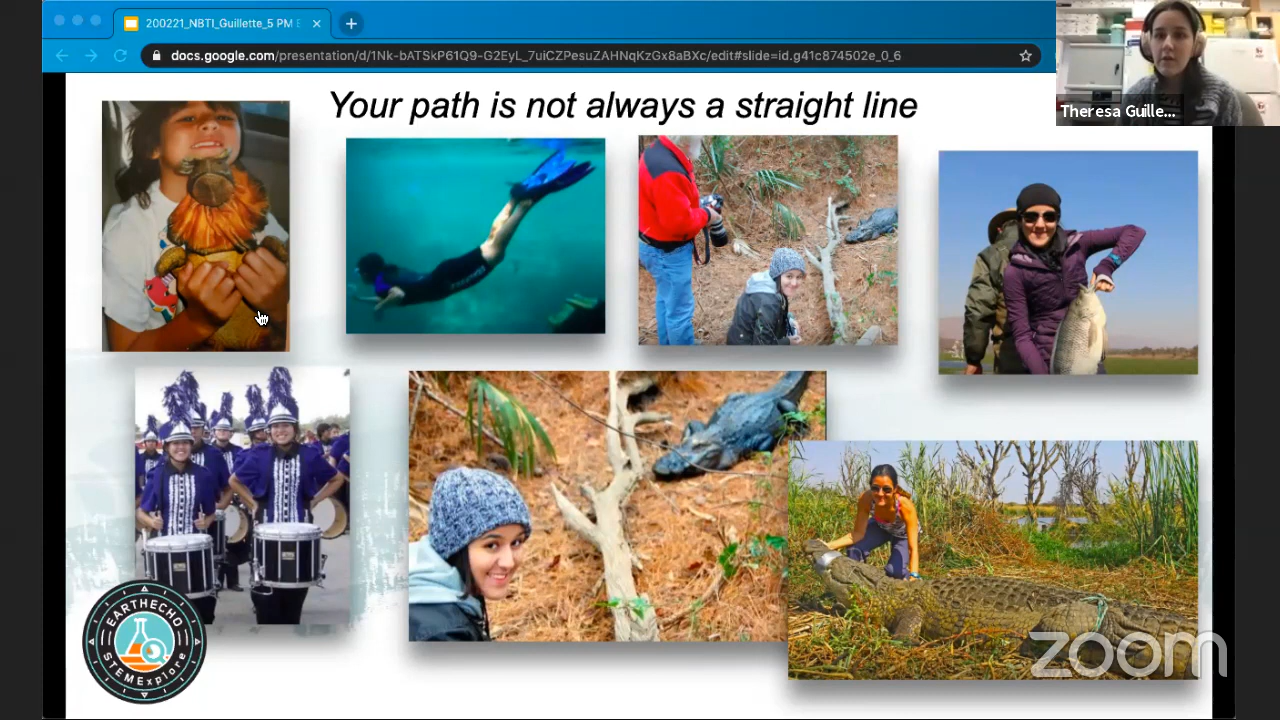 200221_NBTI_Guillette_5 PM E
docs.google.com/presentation/d/1Nk-bATSkP61Q9-G2EyL_7uiCZPesuZAHNqKzGx8aBXc/edit#slide=id.g41c874502e_0_6
Theresa Guille...
Your path is not always a straight line
EARTHECHO
STEMExplore
zoom